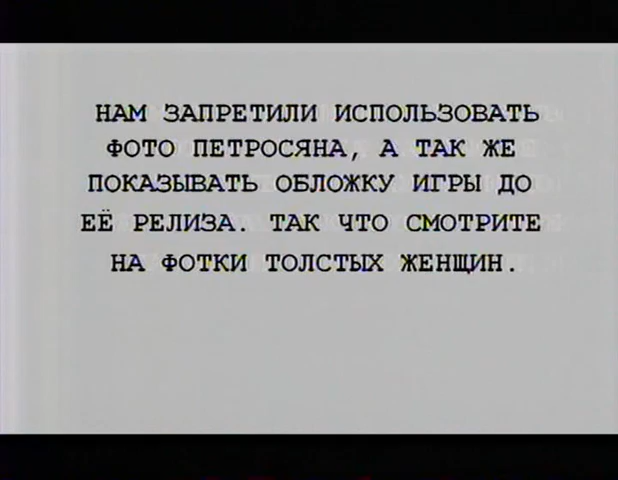 НАМ ЗАПРЕТИЛИ ИСПОЛЬЗОВАТЬ
ФОТО ПЕТРОСЯНА, А ТАК ЖЕ
ПОКАЗЫВАТЬ ОБЛОЖКУ ИГРЫ ДО
ЕЁ РЕЛИЗА. ТАК ЧТО СМОТРИТЕ
НА ФОТКИ ТОЛСТЫХ ЖЕНЩИН.